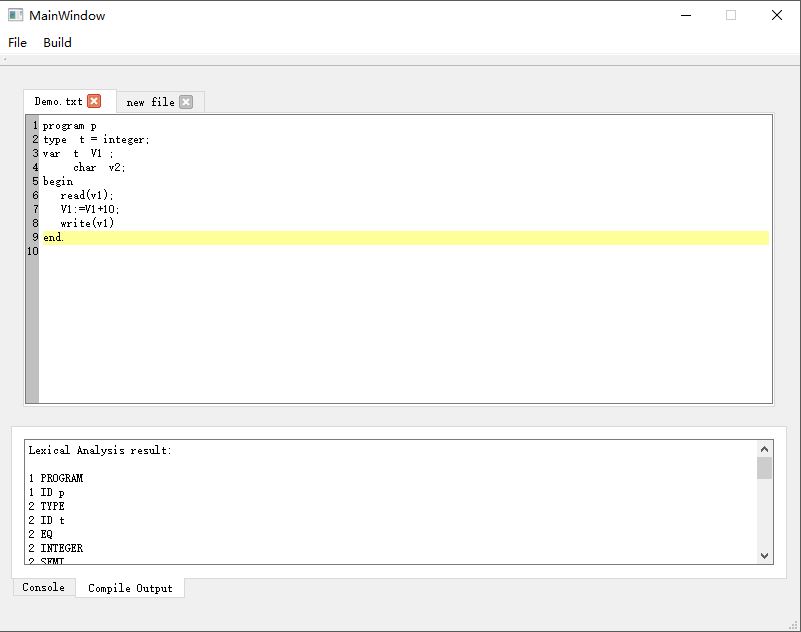 MainWindow
File Build
Demo.txt new file
1 program p
2 type t = integer;
3 var t V1 ;
4 char v2;
5 begin
6 read(v1);
7 V1:=V1+10;
8 write(v1)
9 end.
10
Lexical Analysis result:
1 PROGRAM
1 ID p
2 TYPE
2 ID t
2 EQ
2 INTEGER
2 SEMI
Console Compile Output